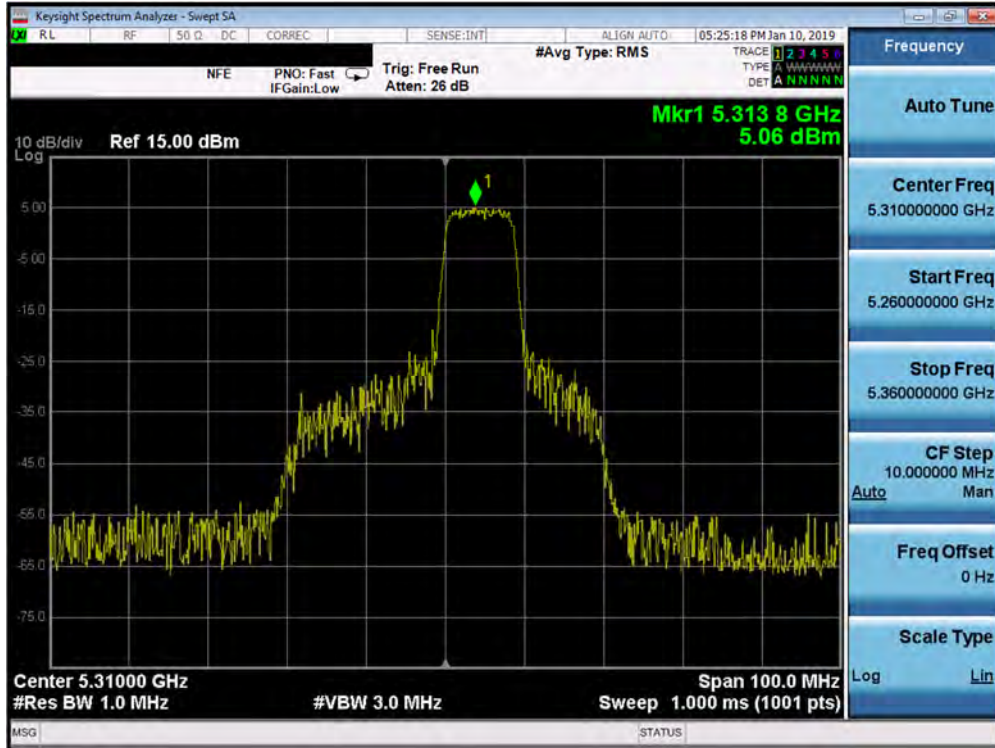 Keysight Spectrum Analyzer - Swept SA
LXI RL RF 50 Ω DC CORREC SENSE:INT ALIGN AUTO 05:25:18 PM Jan 10, 2019
NFE PNO: Fast IFGain:Low Trig: Free Run Atten: 26 dB #Avg Type: RMS
TRACE 1 2 3 4 5 6
TYPE A WWWWW
DET A N N N N N
Mkr1 5.313 8 GHz
5.06 dBm
10 dB/div Ref 15.00 dBm
Log
1
5.00
-5.00
-15.0
-25.0
-35.0
-45.0
-55.0
-65.0
-75.0
Center 5.31000 GHz Span 100.0 MHz
#Res BW 1.0 MHz #VBW 3.0 MHz Sweep 1.000 ms (1001 pts)
MSG STATUS
Frequency
Auto Tune
Center Freq
5.310000000 GHz
Start Freq
5.260000000 GHz
Stop Freq
5.360000000 GHz
CF Step
10.000000 MHz
Auto Man
Freq Offset
0 Hz
Scale Type
Log Lin